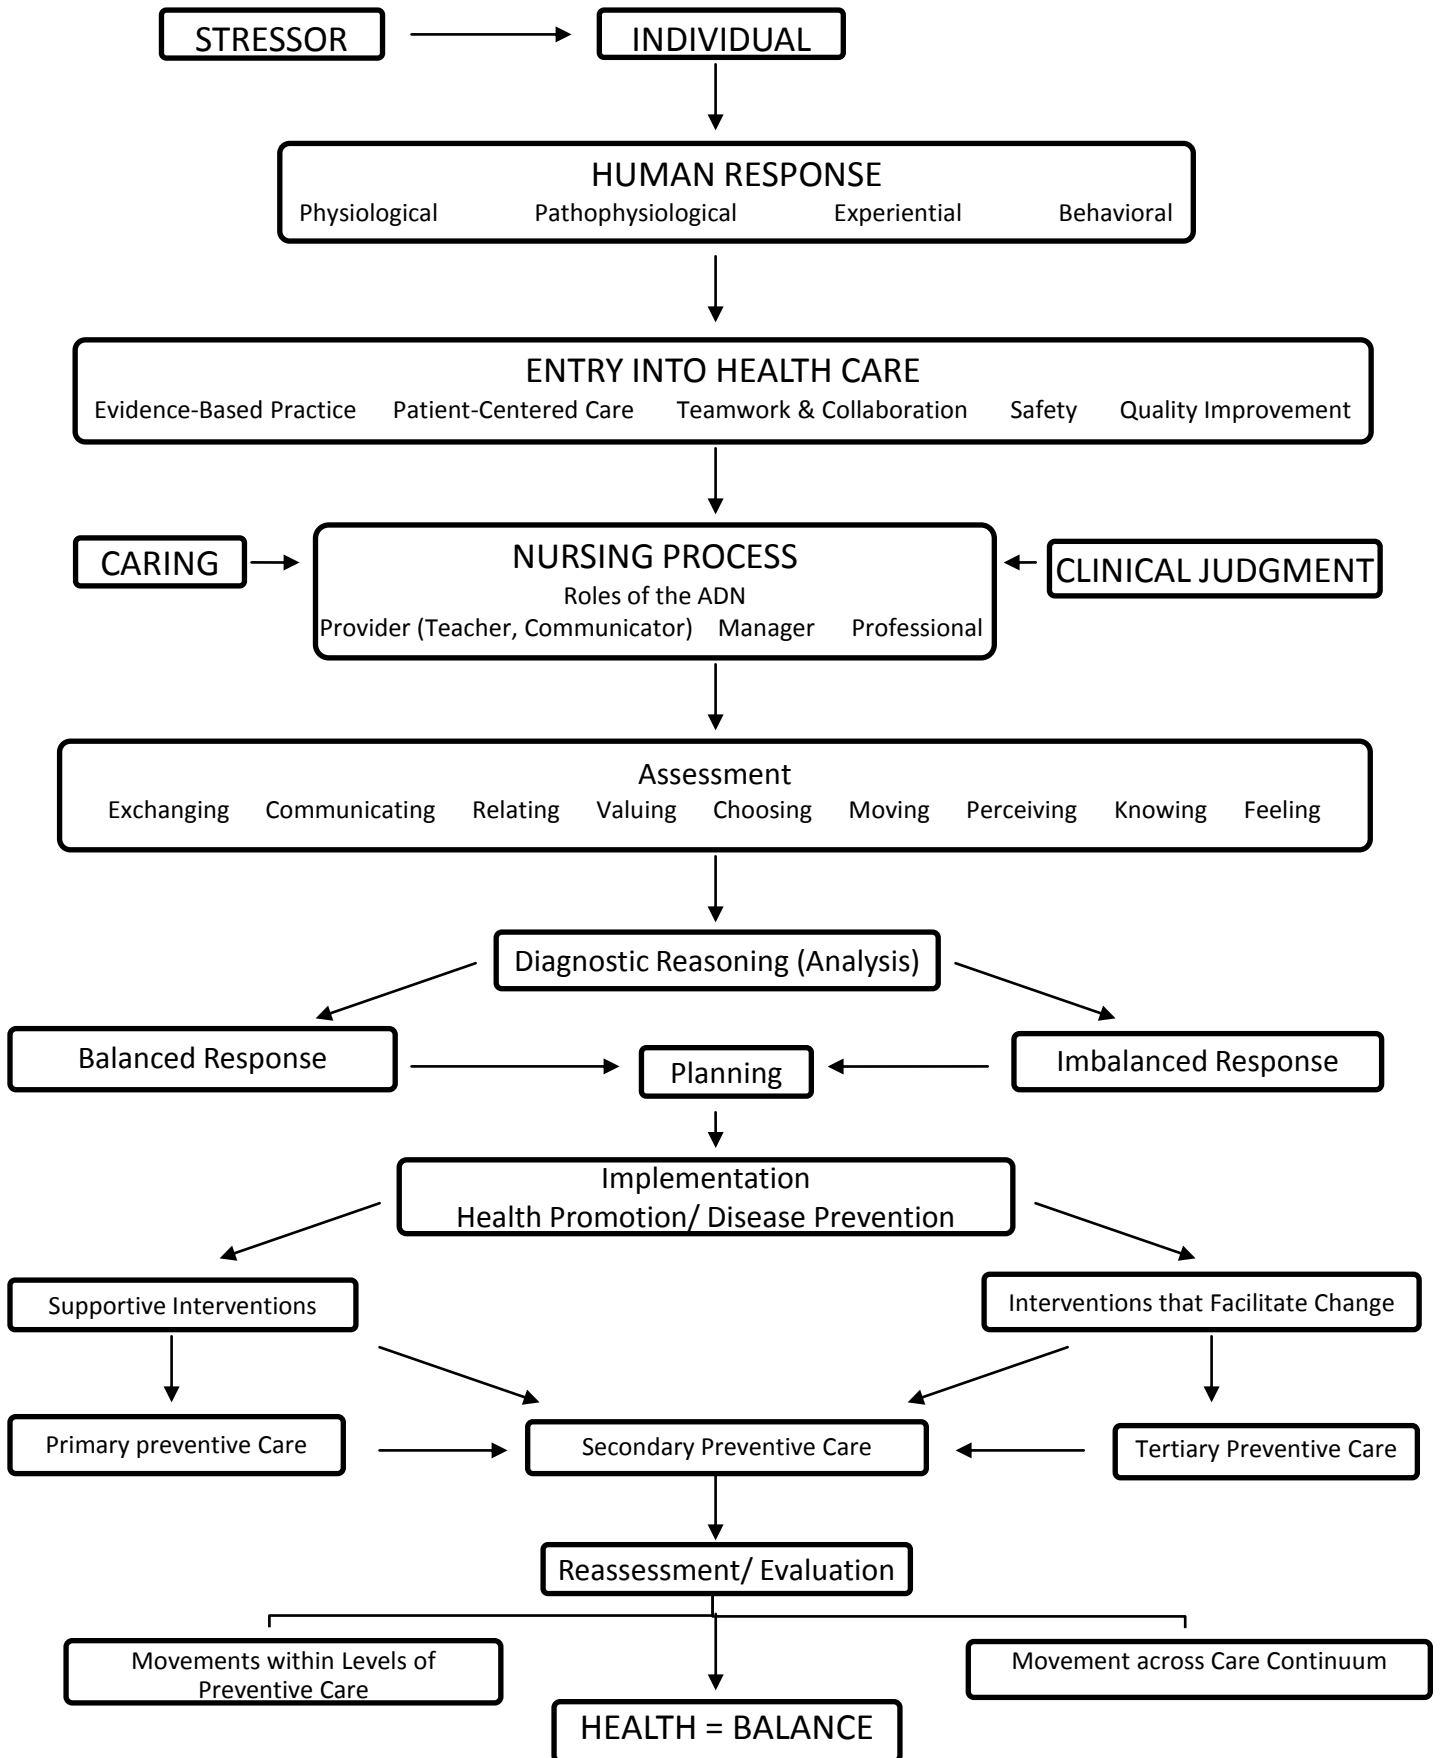 STRESSOR
INDIVIDUAL
HUMAN RESPONSE
Physiological Pathophysiological Experiential Behavioral
ENTRY INTO HEALTH CARE
Evidence-Based Practice Patient-Centered Care Teamwork & Collaboration Safety Quality Improvement
CARING
NURSING PROCESS
Roles of the ADN
Provider (Teacher, Communicator) Manager Professional
CLINICAL JUDGMENT
Assessment
Exchanging Communicating Relating Valuing Choosing Moving Perceiving Knowing Feeling
Diagnostic Reasoning (Analysis)
Balanced Response
Planning
Imbalanced Response
Implementation
Health Promotion/ Disease Prevention
Supportive Interventions
Interventions that Facilitate Change
Primary preventive Care
Secondary Preventive Care
Tertiary Preventive Care
Reassessment/ Evaluation
Movements within Levels of
Preventive Care
Movement across Care Continuum
HEALTH = BALANCE